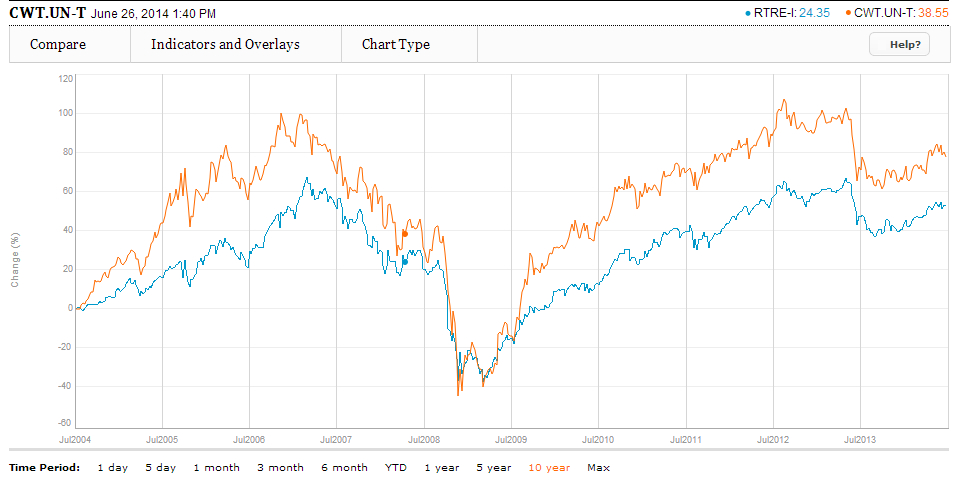 CWT.UN-T June 26, 2014 1:40 PM RTRE-I: 24.35 CWT.UN-T: 38.55
Compare Indicators and Overlays Chart Type Help?
120
100
80
60
40
20
0
-20
-40
-60
Change (%)
Jul2004 Jul2005 Jul2006 Jul2007 Jul2008 Jul2009 Jul2010 Jul2011 Jul2012 Jul2013
Time Period: 1 day 5 day 1 month 3 month 6 month YTD 1 year 5 year 10 year Max